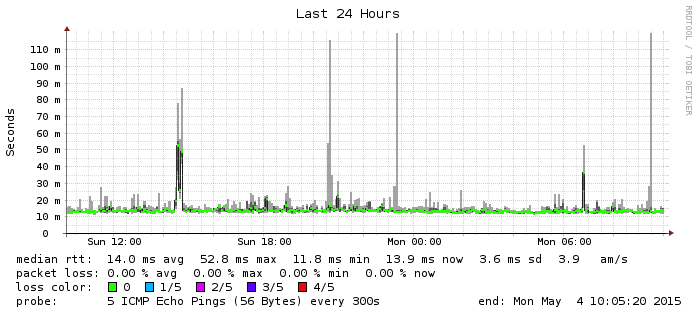 Last 24 Hours
RRDTOOL / TOBI OETIKER
Seconds
110 m
100 m
90 m
80 m
70 m
60 m
50 m
40 m
30 m
20 m
10 m
0
Sun 12:00 Sun 18:00 Mon 00:00 Mon 06:00
median rtt: 14.0 ms avg 52.8 ms max 11.8 ms min 13.9 ms now 3.6 ms sd 3.9 am/s
packet loss: 0.00 % avg 0.00 % max 0.00 % min 0.00 % now
loss color: 0 1/5 2/5 3/5 4/5
probe: 5 ICMP Echo Pings (56 Bytes) every 300s end: Mon May 4 10:05:20 2015